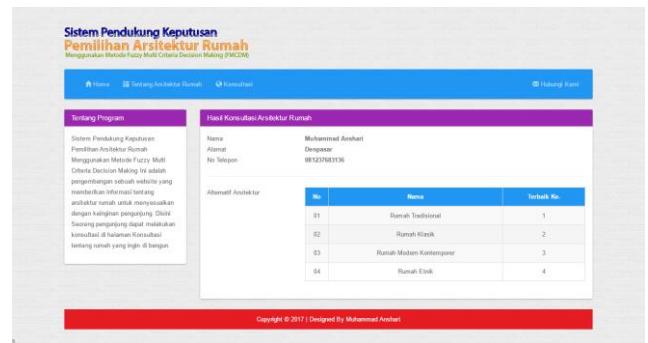 Sistem Pendukung Keputusan
Pemilihan Arsitektur Rumah
Menggunakan Metode Fuzzy Multi Criteria Decision Making (FMCDM)
Home Tentang Arsitektur Rumah Konsultasi Hubungi Kami
Tentang Program
Sistem Pendukung Keputusan
Pemilihan Arsitektur Rumah
Menggunakan Metode Fuzzy Multi
Criteria Decision Making Ini adalah
pengembangan sebuah website yang
memberikan informasi tentang
arsitektur rumah untuk menyesuaikan
dengan keinginan pengunjung. Disini
Seorang pengunjung dapat melakukan
konsultasi di halaman Konsultasi
tentang rumah yang ingin di bangun.
Hasil Konsultasi Arsitektur Rumah
Nama Muhammad Anshari
Alamat Denpasar
No Telepon 081237683136
Alternatif Arsitektur
No Nama Terbaik Ke.
01 Rumah Tradisional 1
02 Rumah Klasik 2
03 Rumah Modern Kontemporer 3
04 Rumah Etnik 4
Copyright © 2017 | Designed By Muhammad Anshari